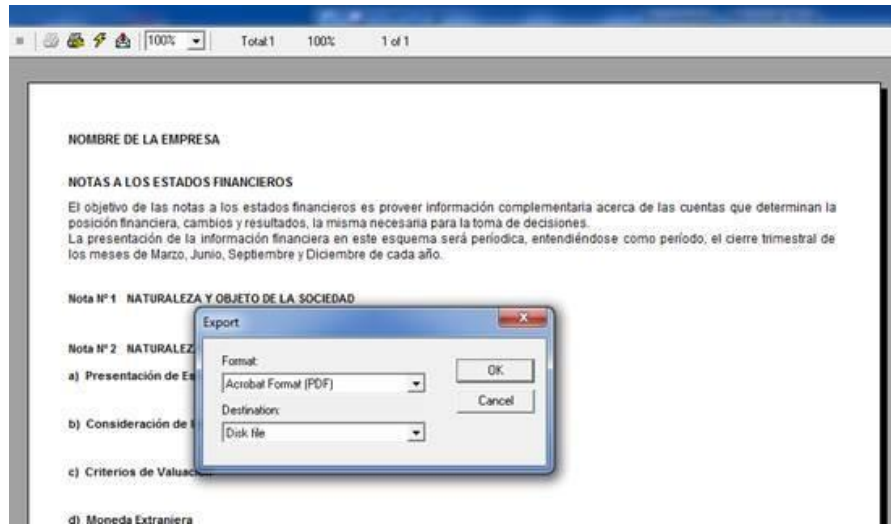 100% Total:1 100% 1 of 1
NOMBRE DE LA EMPRESA
NOTAS A LOS ESTADOS FINANCIEROS
El objetivo de las notas a los estados financieros es proveer información complementaria acerca de las cuentas que determinan la
posición financiera, cambios y resultados, la misma necesaria para la toma de decisiones.
La presentación de la información financiera en este esquema será periodica, entendiéndose como período, el cierre trimestral de
los meses de Marzo, Junio, Septiembre y Diciembre de cada año.
Nota Nº 1 NATURALEZA Y OBJETO DE LA SOCIEDAD
Export
Nota Nº 2
Format:
Acrobat Format (PDF)
OK
a) Presentación de
Destination:
Cancel
b) Consideración de
Disk file
c) Criterios de
d) Moneda Extranjera